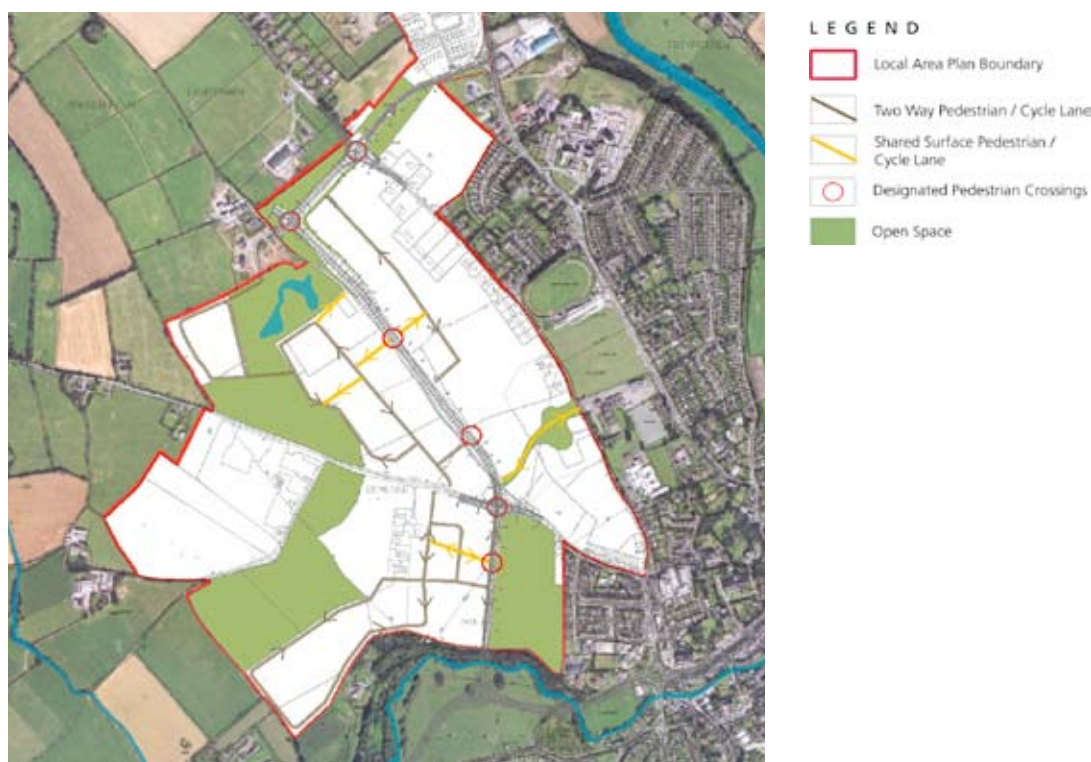 LEGEND
Local Area Plan Boundary
Two Way Pedestrian / Cycle Lane
Shared Surface Pedestrian /
Cycle Lane
Designated Pedestrian Crossings
Open Space